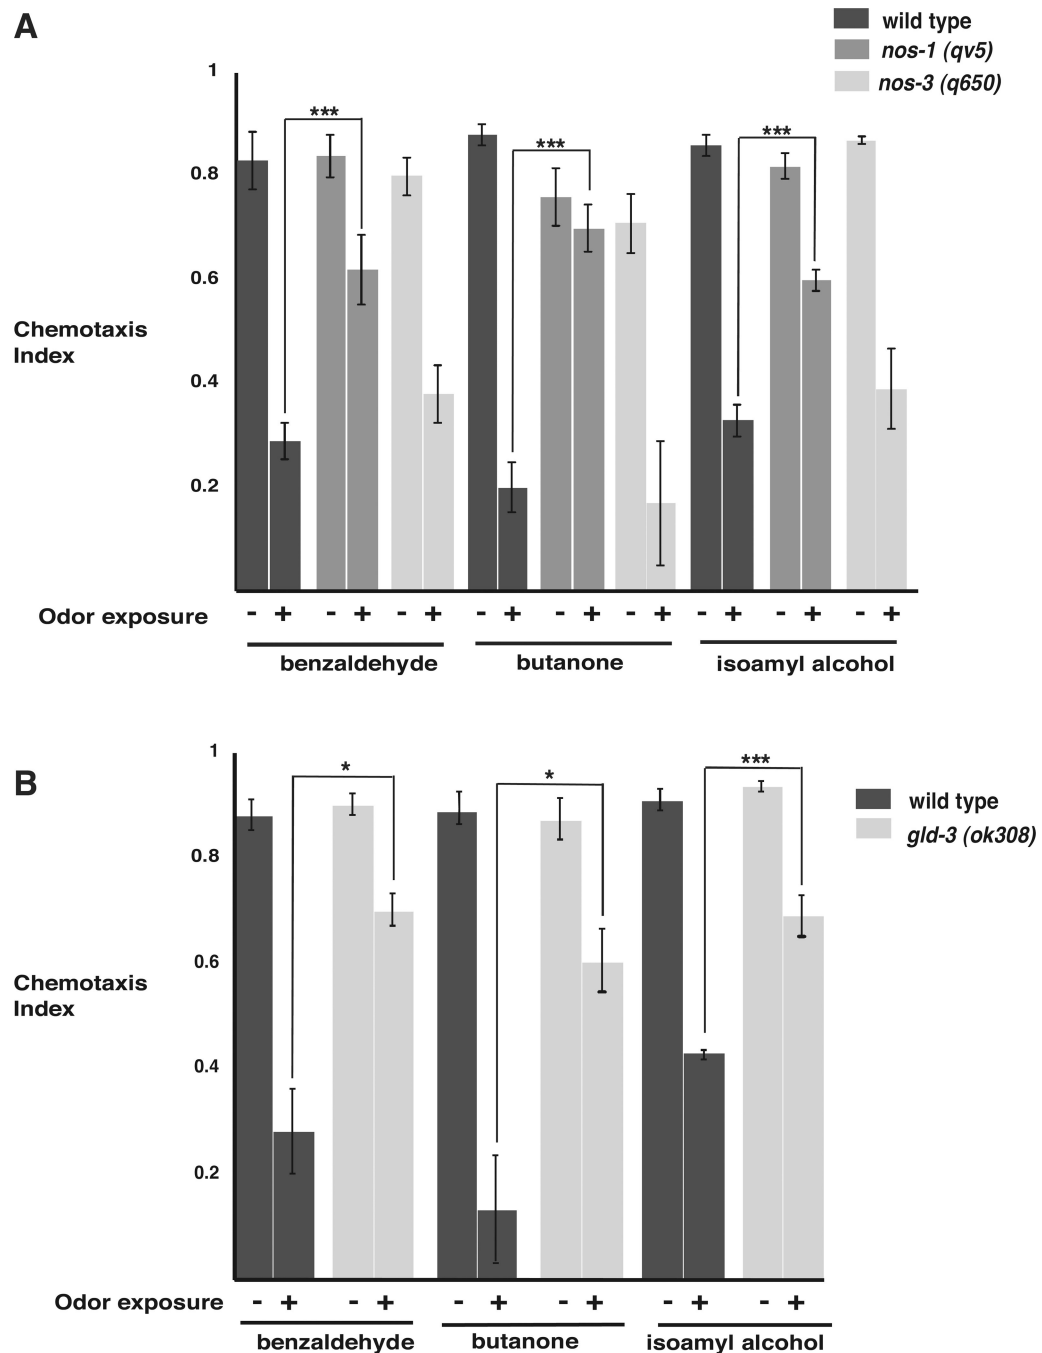 A
wild type
nos-1 (qv5)
nos-3 (q650)
1
***
***
***
0.8
0.6
Chemotaxis
Index
0.4
0.2
Odor exposure - + - + - + - + - + - + - + - + - +
benzaldehyde butanone isoamyl alcohol
B
wild type
gld-3 (ok308)
1
*
*
***
0.8
0.6
Chemotaxis
Index
0.4
0.2
Odor exposure - + - + - + - + - + - +
benzaldehyde butanone isoamyl alcohol